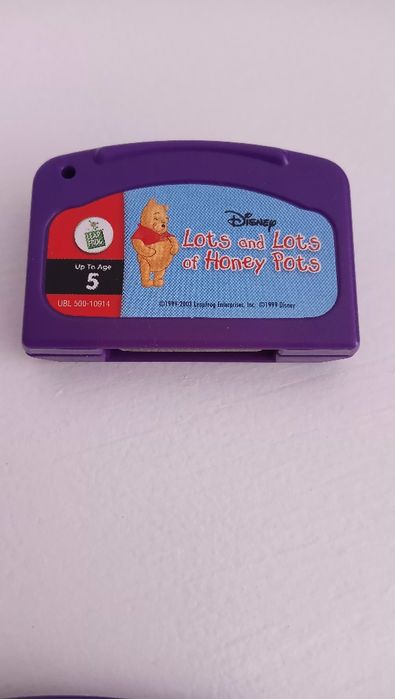 LEAP
FROG
Up To Age
5
UBL 500-10914
Disney
Lots and Lots
of Honey Pots
©1999-2003 LeapFrog Enterprises, Inc. ©1999 Disney